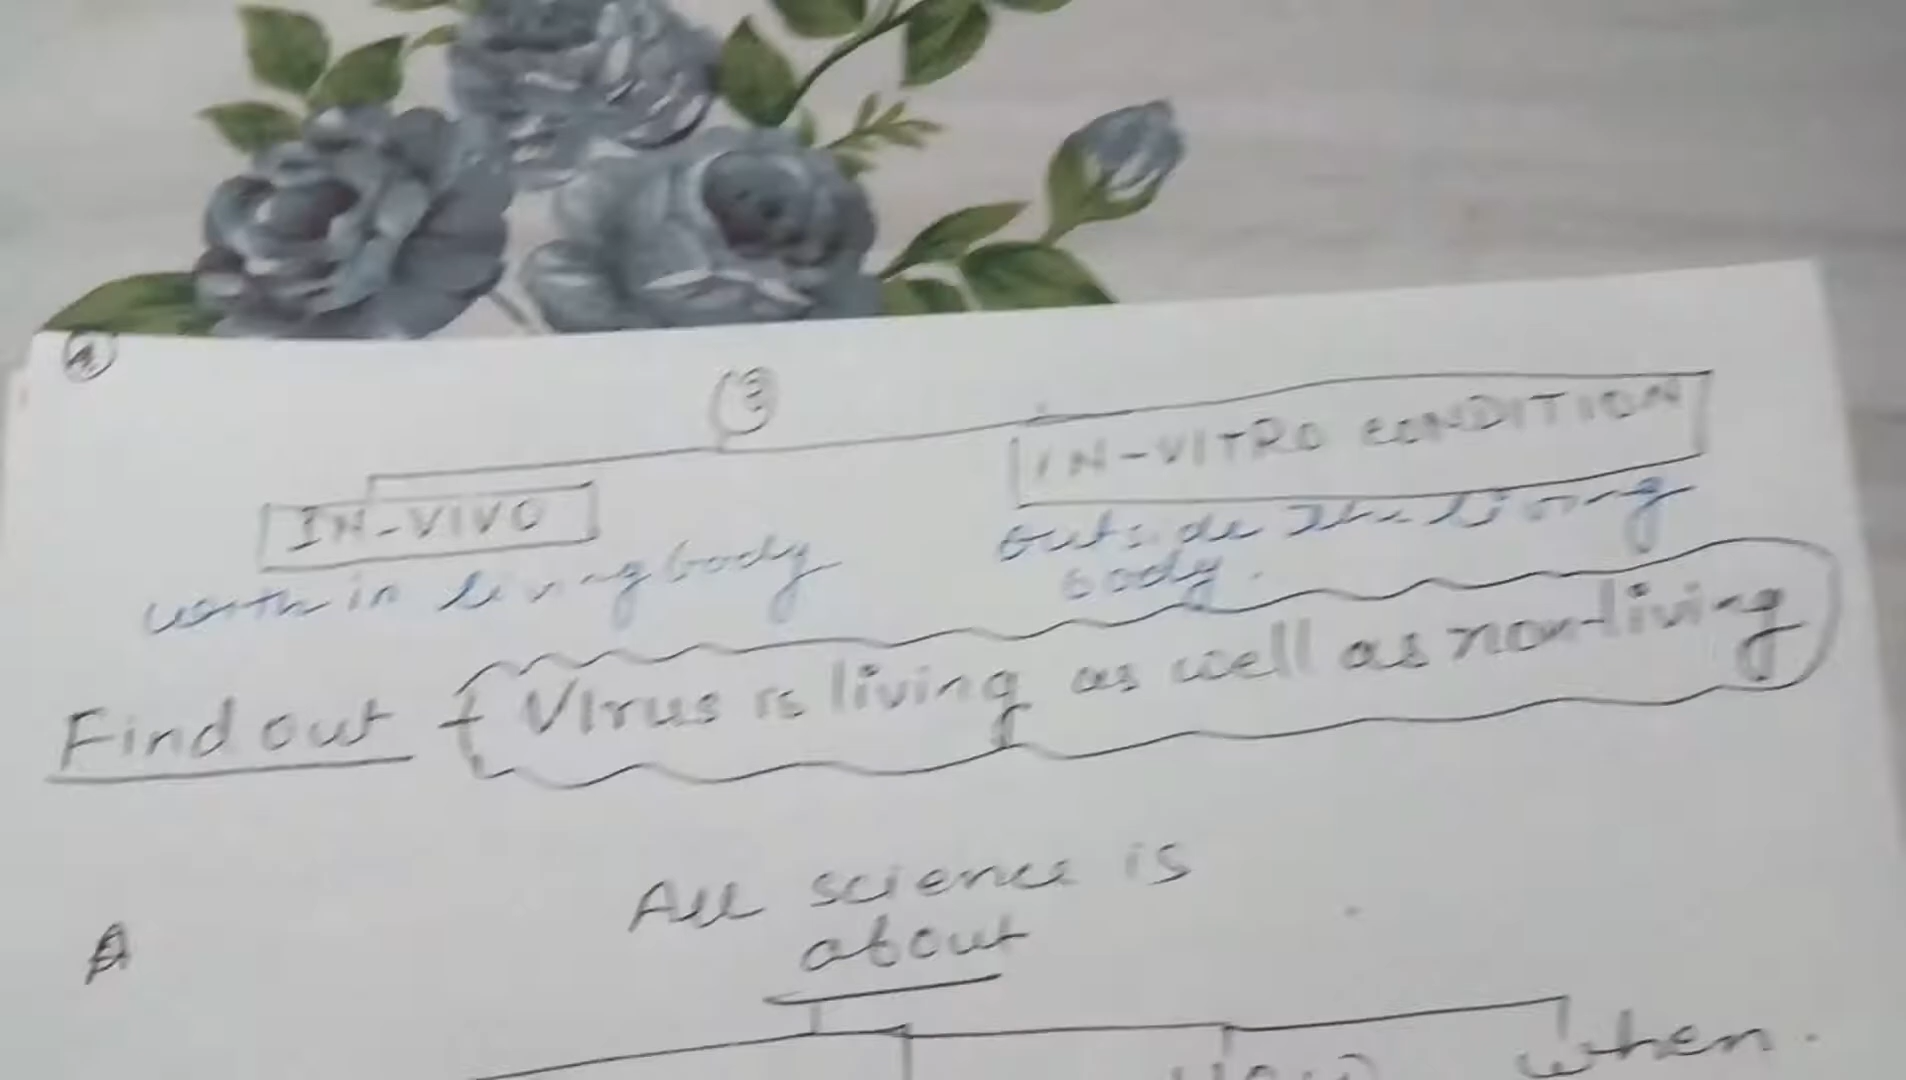 3
IN-VIVO
IN-VITRO CONDITION
with in living body
outside the living
body.
Find out - Virus is living as well as non-living
All science is
about
A
How
when.